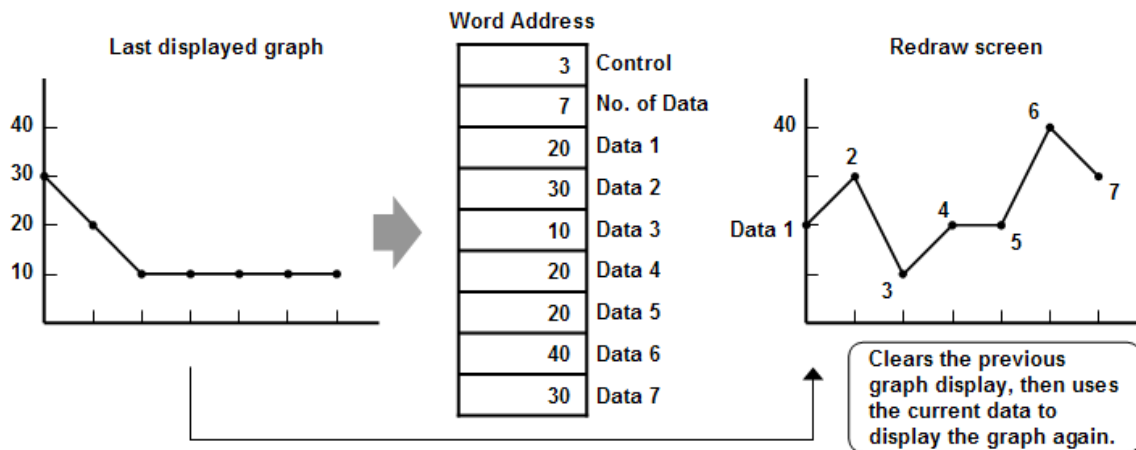 Last displayed graph
40
30
20
10
Word Address
3 Control
7 No. of Data
20 Data 1
30 Data 2
10 Data 3
20 Data 4
20 Data 5
40 Data 6
30 Data 7
Redraw screen
40
Data 1
2
3
4
5
6
7
Clears the previous
graph display, then uses
the current data to
display the graph again.